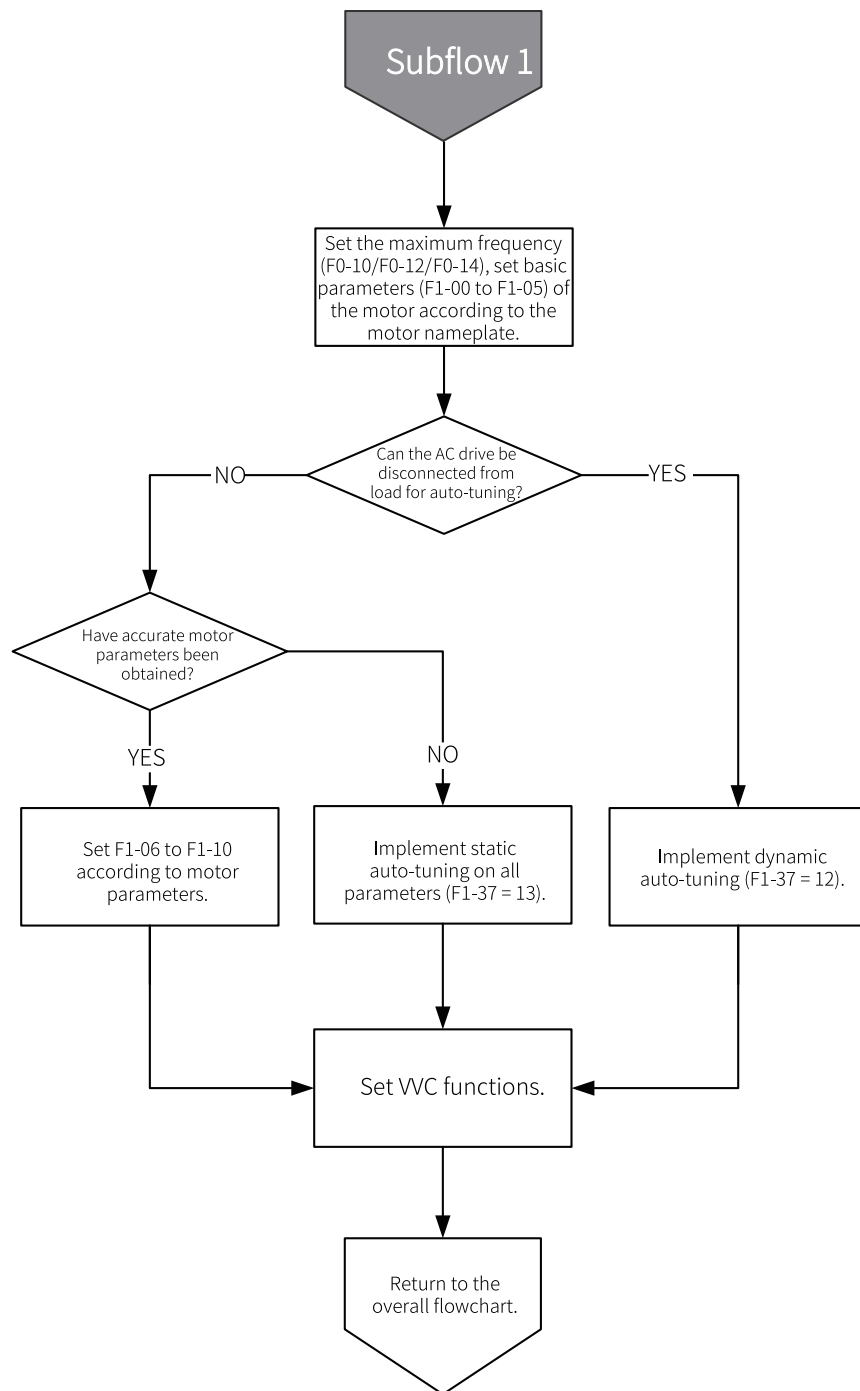 Subflow 1
Set the maximum frequency
(F0-10/F0-12/F0-14), set basic
parameters (F1-00 to F1-05) of
the motor according to the
motor nameplate.
Can the AC drive be
disconnected from
load for auto-tuning?
NO
YES
Have accurate motor
parameters been
obtained?
YES
NO
Set F1-06 to F1-10
according to motor
parameters.
Implement static
auto-tuning on all
parameters (F1-37 = 13).
Implement dynamic
auto-tuning (F1-37 = 12).
Set VVC functions.
Return to the
overall flowchart.